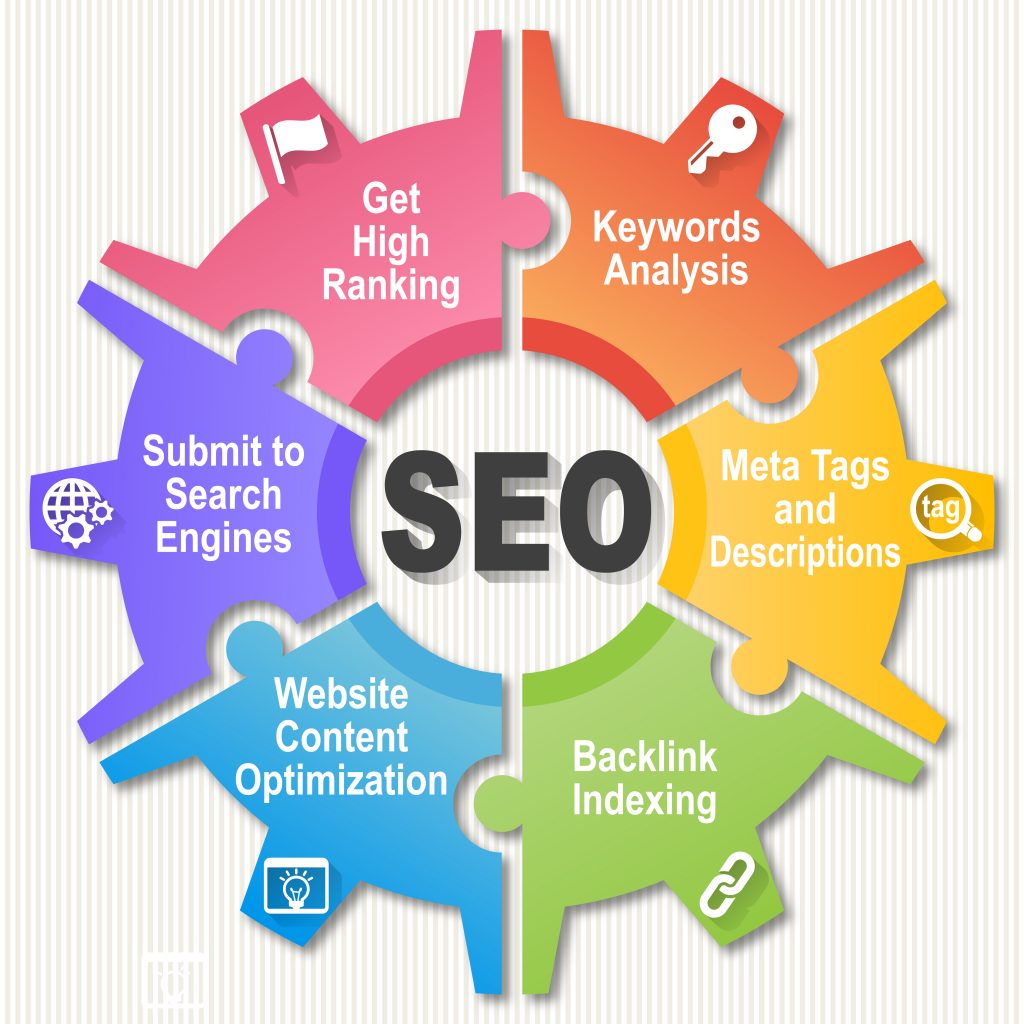 Get
High
Ranking
Keywords
Analysis
Submit to
Search
Engines
SEO
Meta Tags
and
Descriptions
tag
Website
Content
Optimization
Backlink
Indexing